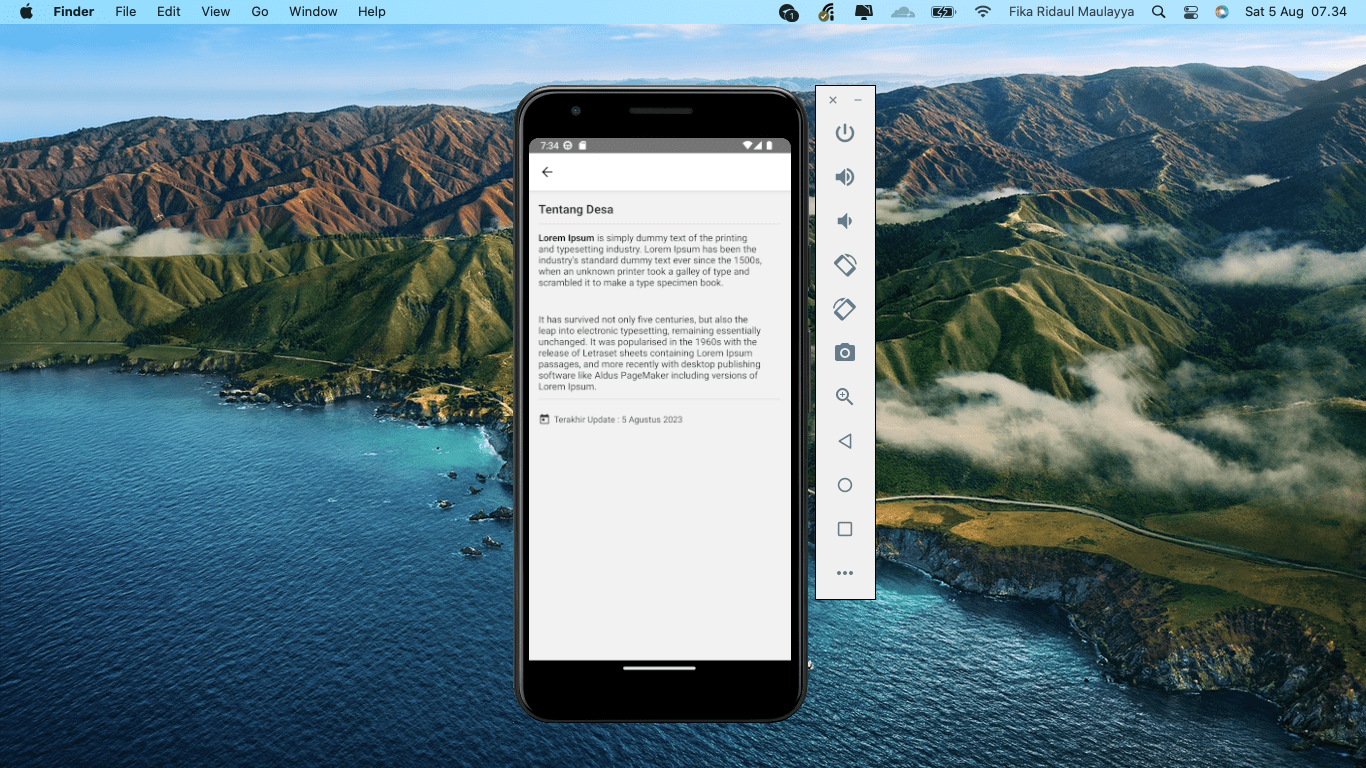 Finder File Edit View Go Window Help 1 Fika Ridaul Maulayya Sat 5 Aug 07.34
7:34
Tentang Desa
Lorem Ipsum is simply dummy text of the printing
and typesetting industry. Lorem Ipsum has been the
industry's standard dummy text ever since the 1500s,
when an unknown printer took a galley of type and
scrambled it to make a type specimen book.
It has survived not only five centuries, but also the
leap into electronic typesetting, remaining essentially
unchanged. It was popularised in the 1960s with the
release of Letraset sheets containing Lorem Ipsum
passages, and more recently with desktop publishing
software like Aldus PageMaker including versions of
Lorem Ipsum.
Terakhir Update : 5 Agustus 2023